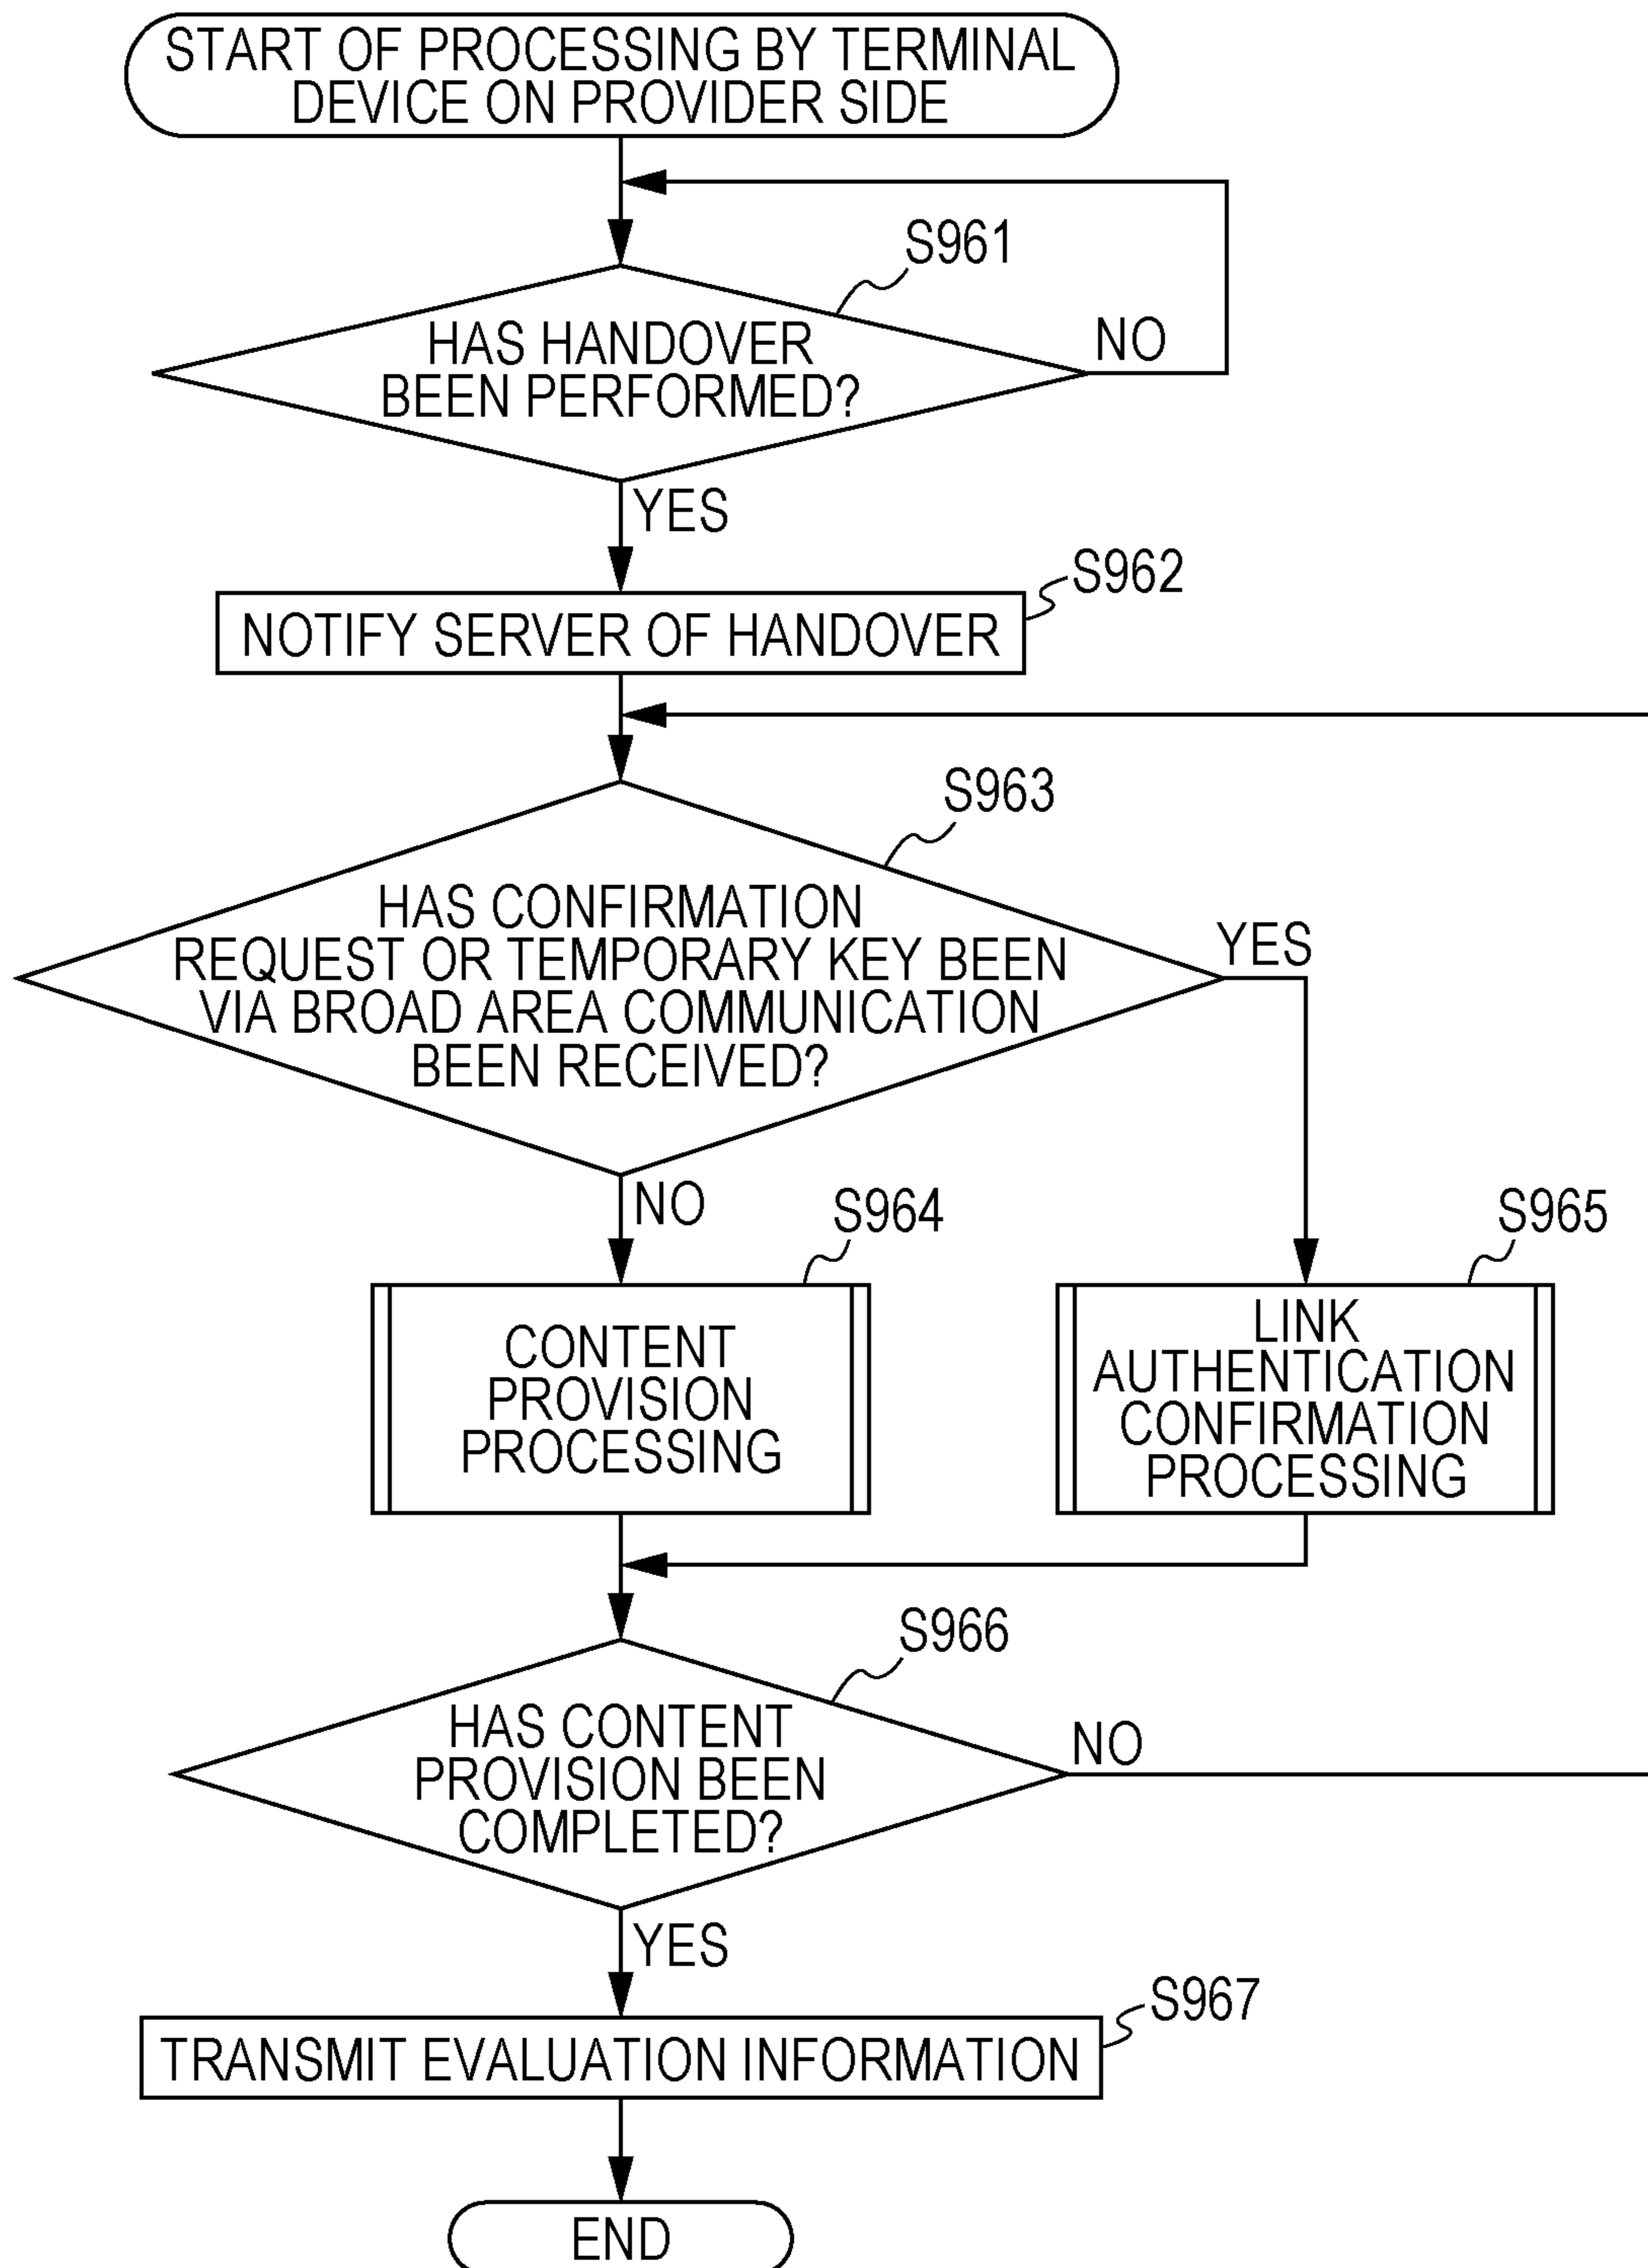 START OF PROCESSING BY TERMINAL
DEVICE ON PROVIDER SIDE
S961
HAS HANDOVER
BEEN PERFORMED?
NO
YES
S962
NOTIFY SERVER OF HANDOVER
S963
HAS CONFIRMATION
REQUEST OR TEMPORARY KEY BEEN
VIA BROAD AREA COMMUNICATION
BEEN RECEIVED?
YES
NO
S964
CONTENT
PROVISION
PROCESSING
S965
LINK
AUTHENTICATION
CONFIRMATION
PROCESSING
S966
HAS CONTENT
PROVISION BEEN
COMPLETED?
NO
YES
S967
TRANSMIT EVALUATION INFORMATION
END